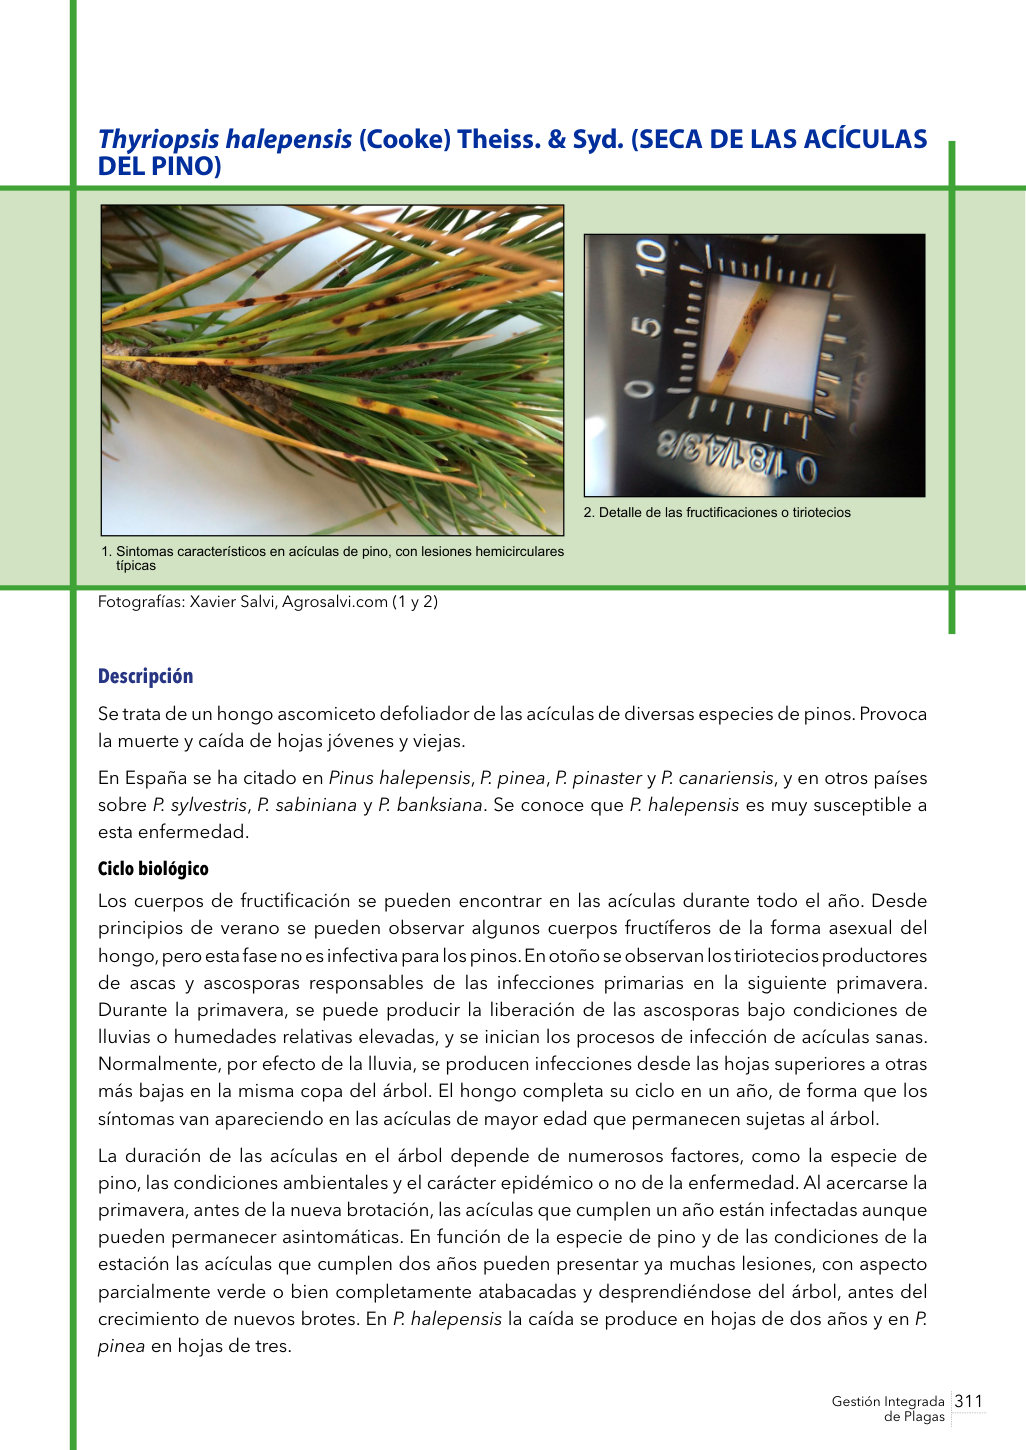 Thyriopsis halepensis (Cooke) Theiss. & Syd. (SECA DE LAS ACÍCULAS
DEL PINO)
10
5
0
0 1/8 1/4 3/8
2. Detalle de las fructificaciones o tiriotecios
1. Sintomas característicos en acículas de pino, con lesiones hemicirculares
típicas
Fotografías: Xavier Salvi, Agrosalvi.com (1 y 2)
Descripción
Se trata de un hongo ascomiceto defoliador de las acículas de diversas especies de pinos. Provoca
la muerte y caída de hojas jóvenes y viejas.
En España se ha citado en Pinus halepensis, P. pinea, P. pinaster y P. canariensis, y en otros países
sobre P. sylvestris, P. sabiniana y P. banksiana. Se conoce que P. halepensis es muy susceptible a
esta enfermedad.
Ciclo biológico
Los cuerpos de fructificación se pueden encontrar en las acículas durante todo el año. Desde
principios de verano se pueden observar algunos cuerpos fructíferos de la forma asexual del
hongo, pero esta fase no es infectiva para los pinos. En otoño se observan los tiriotecios productores
de ascas y ascosporas responsables de las infecciones primarias en la siguiente primavera.
Durante la primavera, se puede producir la liberación de las ascosporas bajo condiciones de
lluvias o humedades relativas elevadas, y se inician los procesos de infección de acículas sanas.
Normalmente, por efecto de la lluvia, se producen infecciones desde las hojas superiores a otras
más bajas en la misma copa del árbol. El hongo completa su ciclo en un año, de forma que los
síntomas van apareciendo en las acículas de mayor edad que permanecen sujetas al árbol.
La duración de las acículas en el árbol depende de numerosos factores, como la especie de
pino, las condiciones ambientales y el carácter epidémico o no de la enfermedad. Al acercarse la
primavera, antes de la nueva brotación, las acículas que cumplen un año están infectadas aunque
pueden permanecer asintomáticas. En función de la especie de pino y de las condiciones de la
estación las acículas que cumplen dos años pueden presentar ya muchas lesiones, con aspecto
parcialmente verde o bien completamente atabacadas y desprendiéndose del árbol, antes del
crecimiento de nuevos brotes. En P. halepensis la caída se produce en hojas de dos años y en P.
pinea en hojas de tres.
Gestión Integrada
de Plagas
311